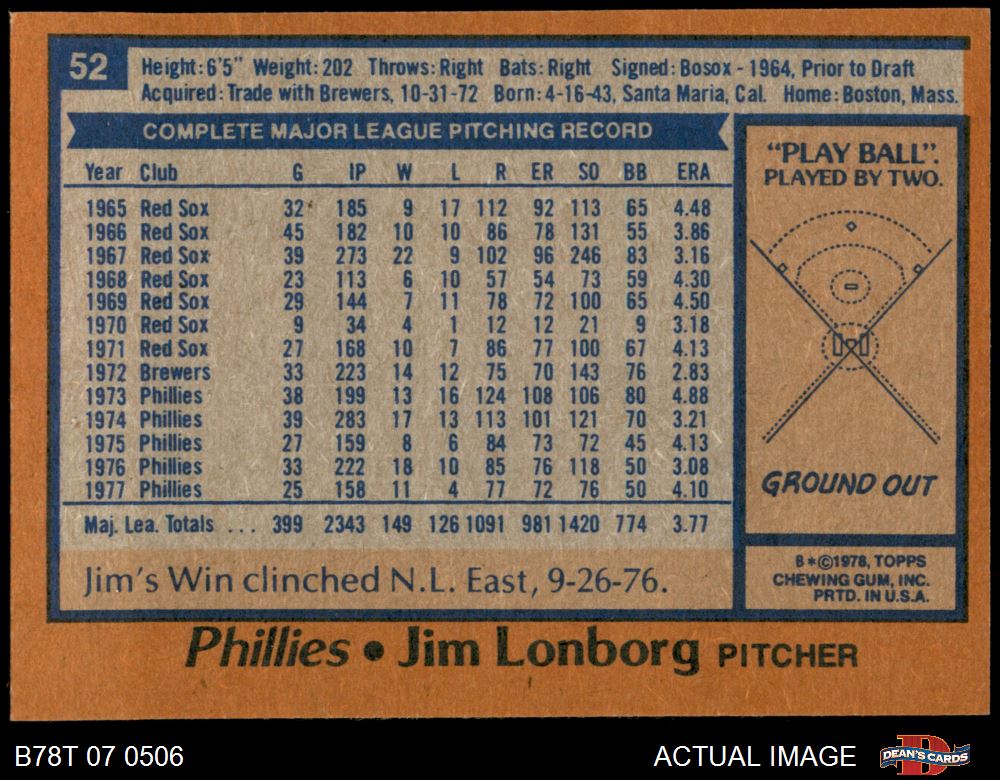 52
Height: 6'5" Weight: 202 Throws: Right Bats: Right Signed: Bosox - 1964, Prior to Draft
Acquired: Trade with Brewers, 10-31-72 Born: 4-16-43, Santa Maria, Cal. Home: Boston, Mass.
COMPLETE MAJOR LEAGUE PITCHING RECORD
Year Club G IP W L R ER SO BB ERA
1965 Red Sox 32 185 9 17 112 92 113 65 4.48
1966 Red Sox 45 182 10 10 86 78 131 55 3.86
1967 Red Sox 39 273 22 9 102 96 246 83 3.16
1968 Red Sox 23 113 6 10 57 54 73 59 4.30
1969 Red Sox 29 144 7 11 78 72 100 65 4.50
1970 Red Sox 9 34 4 1 12 12 21 9 3.18
1971 Red Sox 27 168 10 7 86 77 100 67 4.13
1972 Brewers 33 223 14 12 75 70 143 76 2.83
1973 Phillies 38 199 13 16 124 108 106 80 4.88
1974 Phillies 39 283 17 13 113 101 121 70 3.21
1975 Phillies 27 159 8 6 84 73 72 45 4.13
1976 Phillies 33 222 18 10 85 76 118 50 3.08
1977 Phillies 25 158 11 4 77 72 76 50 4.10
Maj. Lea. Totals ... 399 2343 149 126 1091 981 1420 774 3.77
Jim's Win clinched N.L. East, 9-26-76.
"PLAY BALL".
PLAYED BY TWO.
GROUND OUT
B*©1978, TOPPS
CHEWING GUM, INC.
PRTD. IN U.S.A.
Phillies • Jim Lonborg PITCHER
B78T 07 0506
ACTUAL IMAGE
D
DEAN'S CARDS